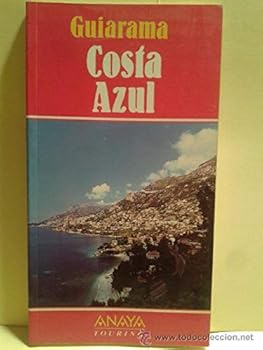 Guiarama
Costa
Azul
ANAYA
TOURING
© www.todocoleccion.net